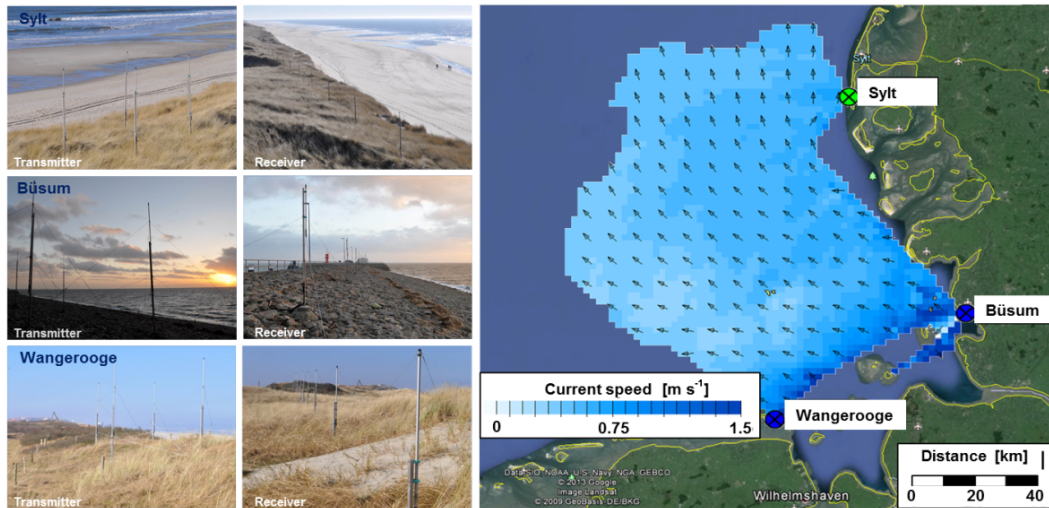 Sylt
Transmitter
Receiver
Büsum
Transmitter
Receiver
Wangerooge
Transmitter
Receiver
Sylt
Sylt
Büsum
Wangerooge
Current speed [m s-1]
0 0.75 1.5
Data SIO, NOAA, U.S. Navy, NGA, GEBCO
© 2013 Google
Image Landsat
© 2009 GeoBasis-DE/BKG
Wilhelmshaven
Distance [km]
0 20 40